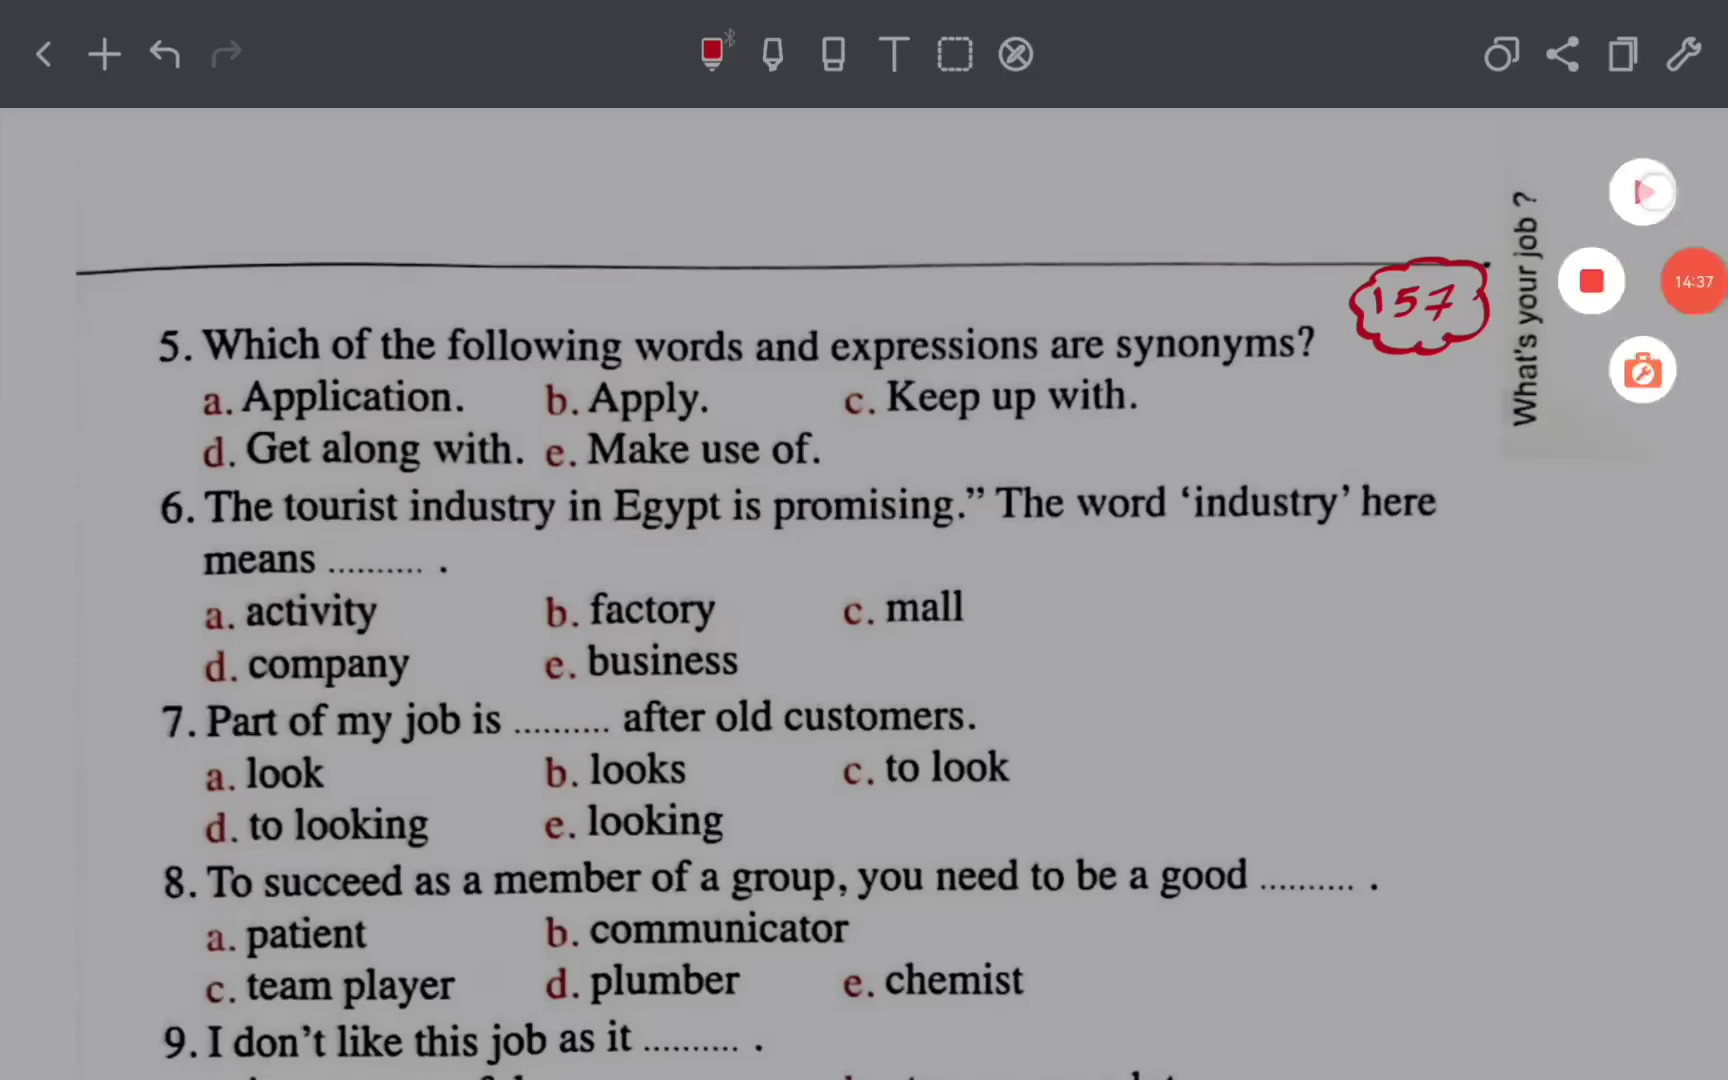 14:37
What's your job ?
157
5. Which of the following words and expressions are synonyms?
a. Application. b. Apply. c. Keep up with.
d. Get along with. e. Make use of.
6. The tourist industry in Egypt is promising.” The word ‘industry’ here
means .......... .
a. activity b. factory c. mall
d. company e. business
7. Part of my job is .......... after old customers.
a. look b. looks c. to look
d. to looking e. looking
8. To succeed as a member of a group, you need to be a good .......... .
a. patient b. communicator
c. team player d. plumber e. chemist
9. I don’t like this job as it .......... .